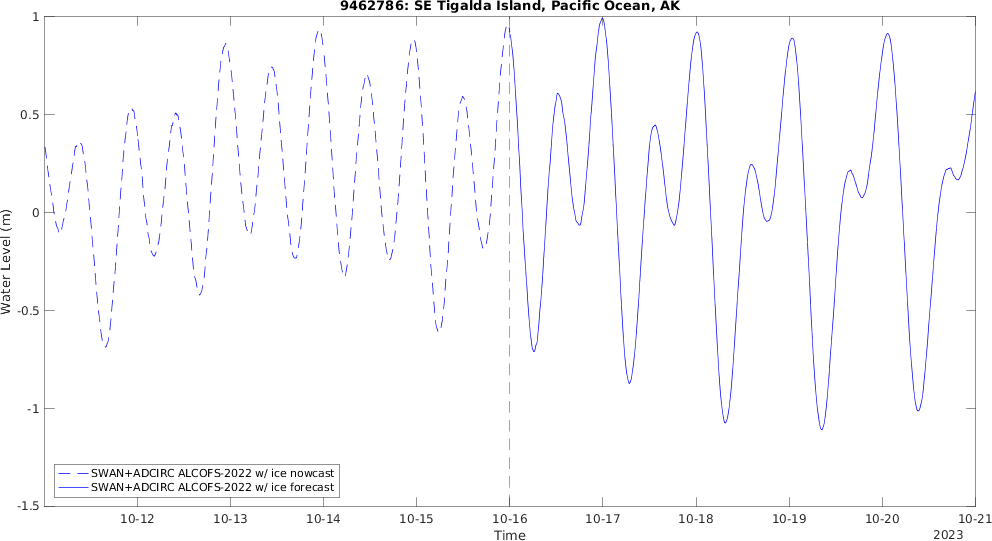 9462786: SE Tigalda Island, Pacific Ocean, AK
1
0.5
0
-0.5
-1
-1.5
Water Level (m)
SWAN+ADCIRC ALCOFS-2022 w/ ice nowcast
SWAN+ADCIRC ALCOFS-2022 w/ ice forecast
10-12 10-13 10-14 10-15 10-16 10-17 10-18 10-19 10-20 10-21
Time
2023